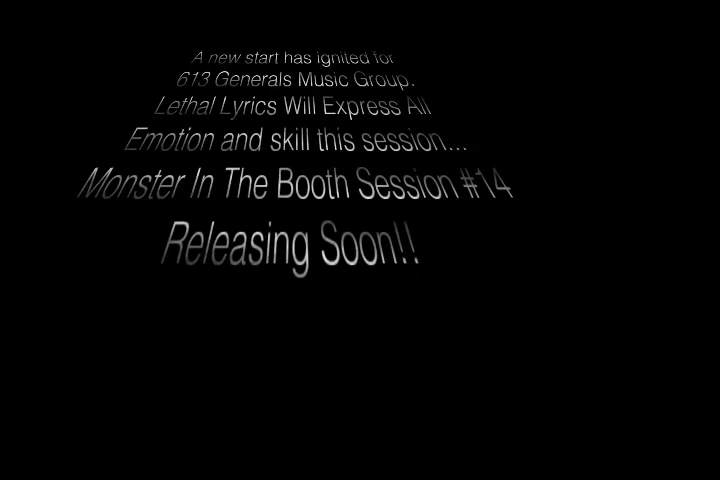 A new start has ignited for
613 Generals Music Group.
Lethal Lyrics Will Express All
Emotion and skill this session...
Monster In The Booth Session #14
Releasing Soon!!